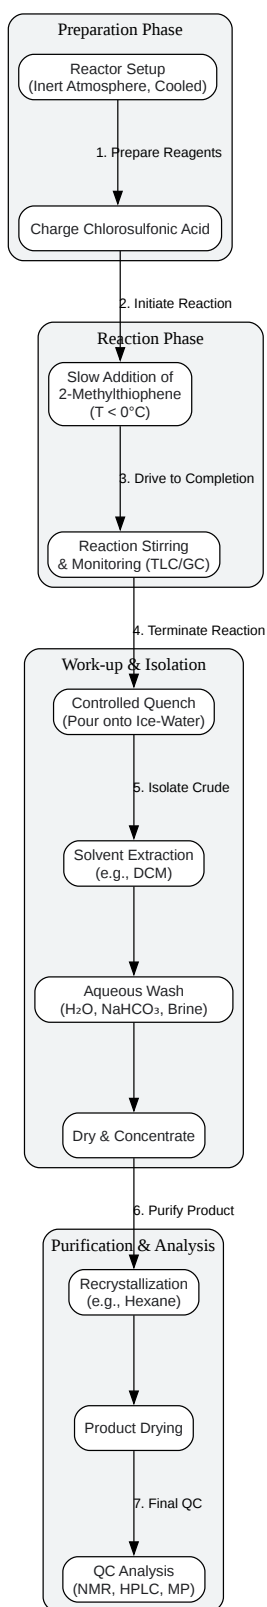 Preparation Phase
Reactor Setup
(Inert Atmosphere, Cooled)
1. Prepare Reagents
Charge Chlorosulfonic Acid
2. Initiate Reaction
Reaction Phase
Slow Addition of
2-Methylthiophene
(T < 0°C)
3. Drive to Completion
Reaction Stirring
& Monitoring (TLC/GC)
4. Terminate Reaction
Work-up & Isolation
Controlled Quench
(Pour onto Ice-Water)
5. Isolate Crude
Solvent Extraction
(e.g., DCM)
Aqueous Wash
(H₂O, NaHCO₃, Brine)
Dry & Concentrate
6. Purify Product
Purification & Analysis
Recrystallization
(e.g., Hexane)
Product Drying
7. Final QC
QC Analysis
(NMR, HPLC, MP)